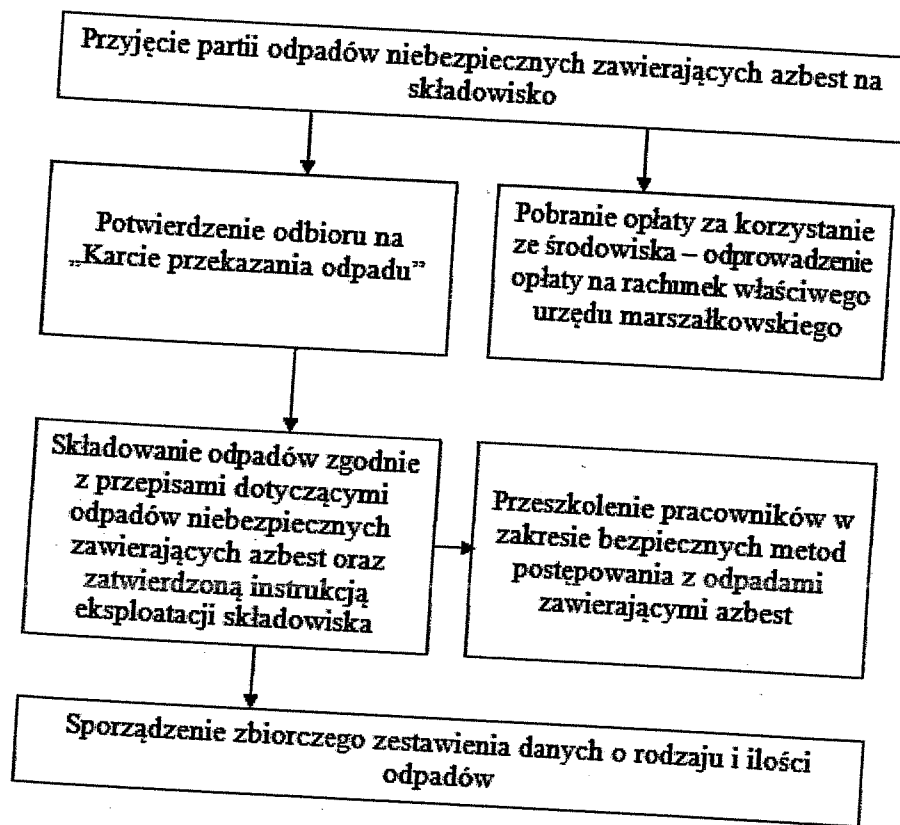 Przyjęcie partii odpadów niebezpiecznych zawierających azbest na
składowisko
Potwierdzenie odbioru na
„Karcie przekazania odpadu”
Pobranie opłaty za korzystanie
ze środowiska – odprowadzenie
opłaty na rachunek właściwego
urzędu marszałkowskiego
Składowanie odpadów zgodnie
z przepisami dotyczącymi
odpadów niebezpiecznych
zawierających azbest oraz
zatwierdzoną instrukcją
eksploatacji składowiska
Przeszkolenie pracowników w
zakresie bezpiecznych metod
postępowania z odpadami
zawierającymi azbest
Sporządzenie zbiorczego zestawienia danych o rodzaju i ilości
odpadów